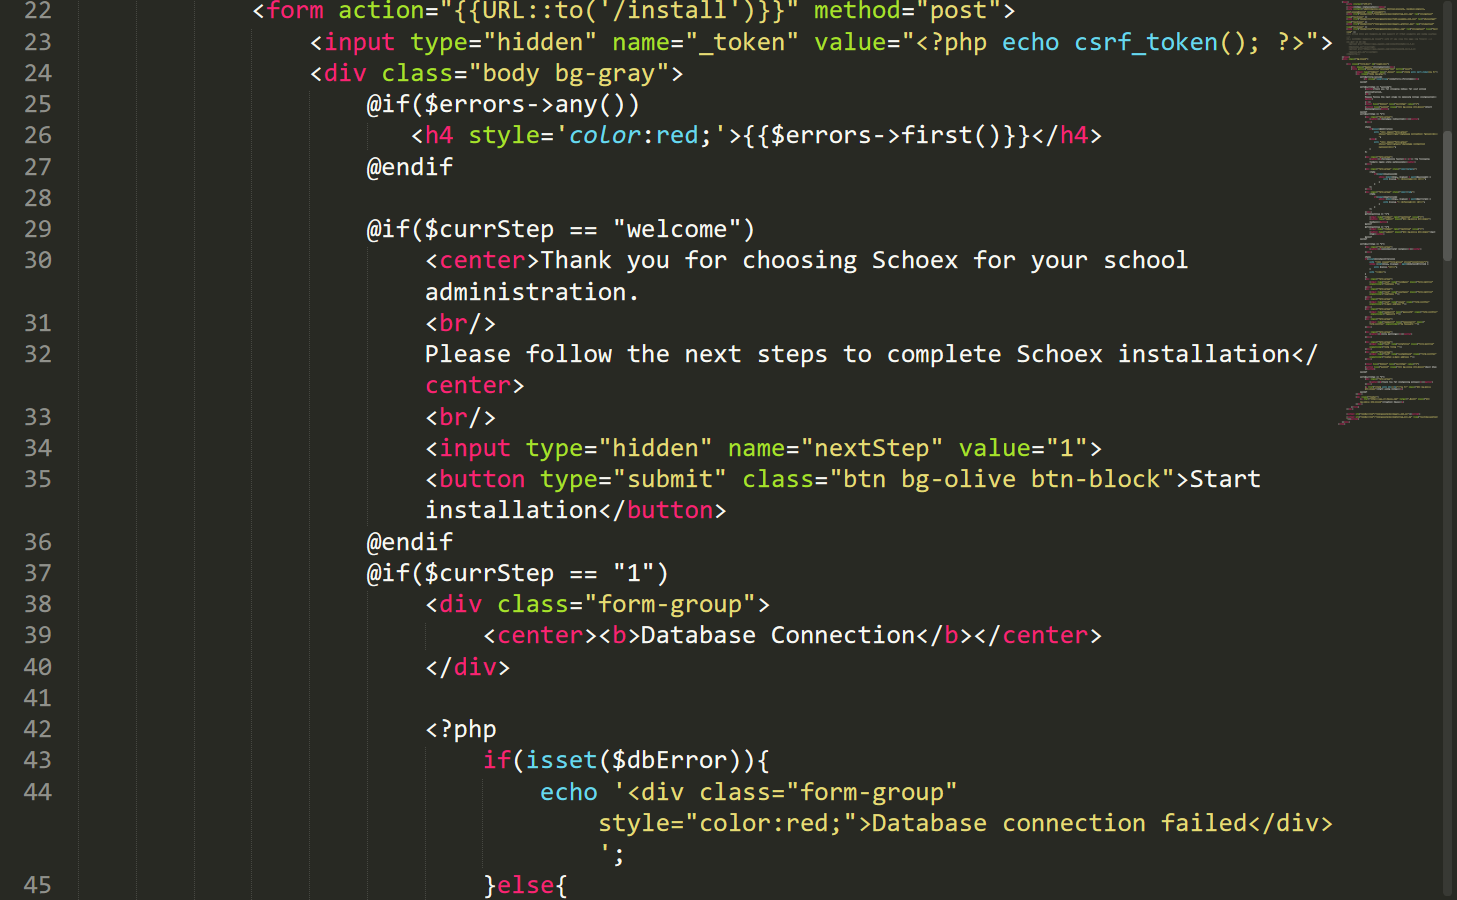 22 <form action="{{URL::to('/install')}}" method="post">
23 <input type="hidden" name="_token" value="<?php echo csrf_token(); ?>">
24 <div class="body bg-gray">
25 @if($errors->any())
26 <h4 style='color:red;'>{{$errors->first()}}</h4>
27 @endif
28
29 @if($currStep == "welcome")
30 <center>Thank you for choosing Schoex for your school
administration.
31 <br/>
32 Please follow the next steps to complete Schoex installation</
center>
33 <br/>
34 <input type="hidden" name="nextStep" value="1">
35 <button type="submit" class="btn bg-olive btn-block">Start
installation</button>
36 @endif
37 @if($currStep == "1")
38 <div class="form-group">
39 <center><b>Database Connection</b></center>
40 </div>
41
42 <?php
43 if(isset($dbError)){
44 echo '<div class="form-group"
style="color:red;">Database connection failed</div>
';
45 }else{